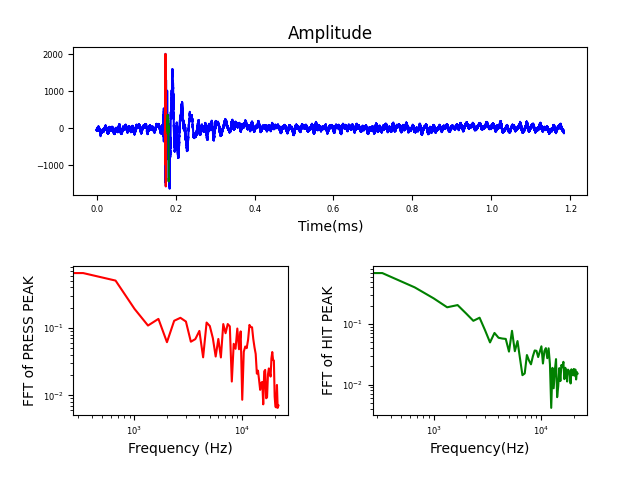 Amplitude
2000
1000
0
−1000
0.0 0.2 0.4 0.6 0.8 1.0 1.2
Time(ms)
FFT of PRESS PEAK
10⁻¹
10⁻²
10³ 10⁴
Frequency (Hz)
FFT of HIT PEAK
10⁻¹
10⁻²
10³ 10⁴
Frequency(Hz)